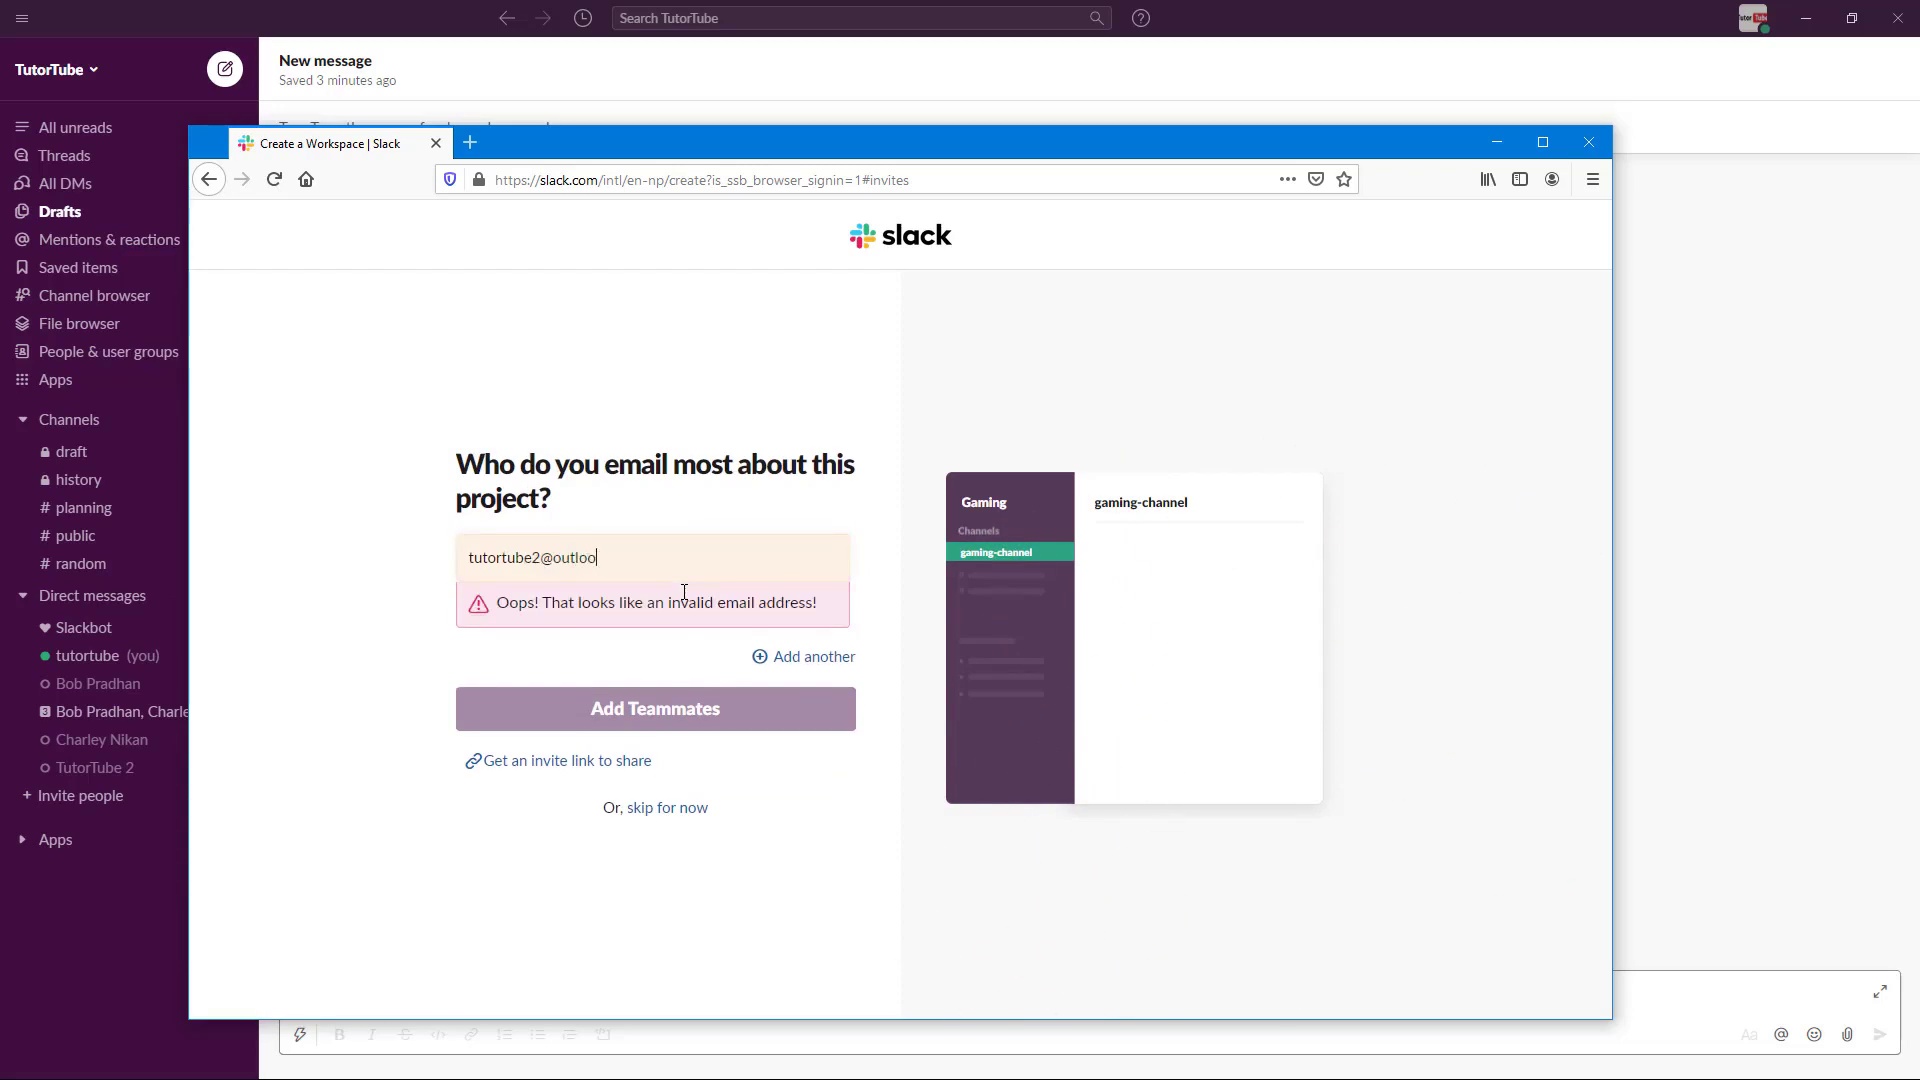 Search TutorTube
TutorTube
New message
Saved 3 minutes ago
All unreads
Threads
All DMs
Drafts
Mentions & reactions
Saved items
Channel browser
File browser
People & user groups
Apps
Channels
draft
history
# planning
# public
# random
Direct messages
Slackbot
tutortube (you)
Bob Pradhan
3 Bob Pradhan, Charle
Charley Nikan
TutorTube 2
+ Invite people
Apps
Create a Workspace | Slack
https://slack.com/intl/en-np/create?is_ssb_browser_signin=1#invites
slack
Who do you email most about this
project?
tutortube2@outloo
Oops! That looks like an invalid email address!
Add another
Add Teammates
Get an invite link to share
Or, skip for now
Gaming
Channels
gaming-channel
gaming-channel
Aa